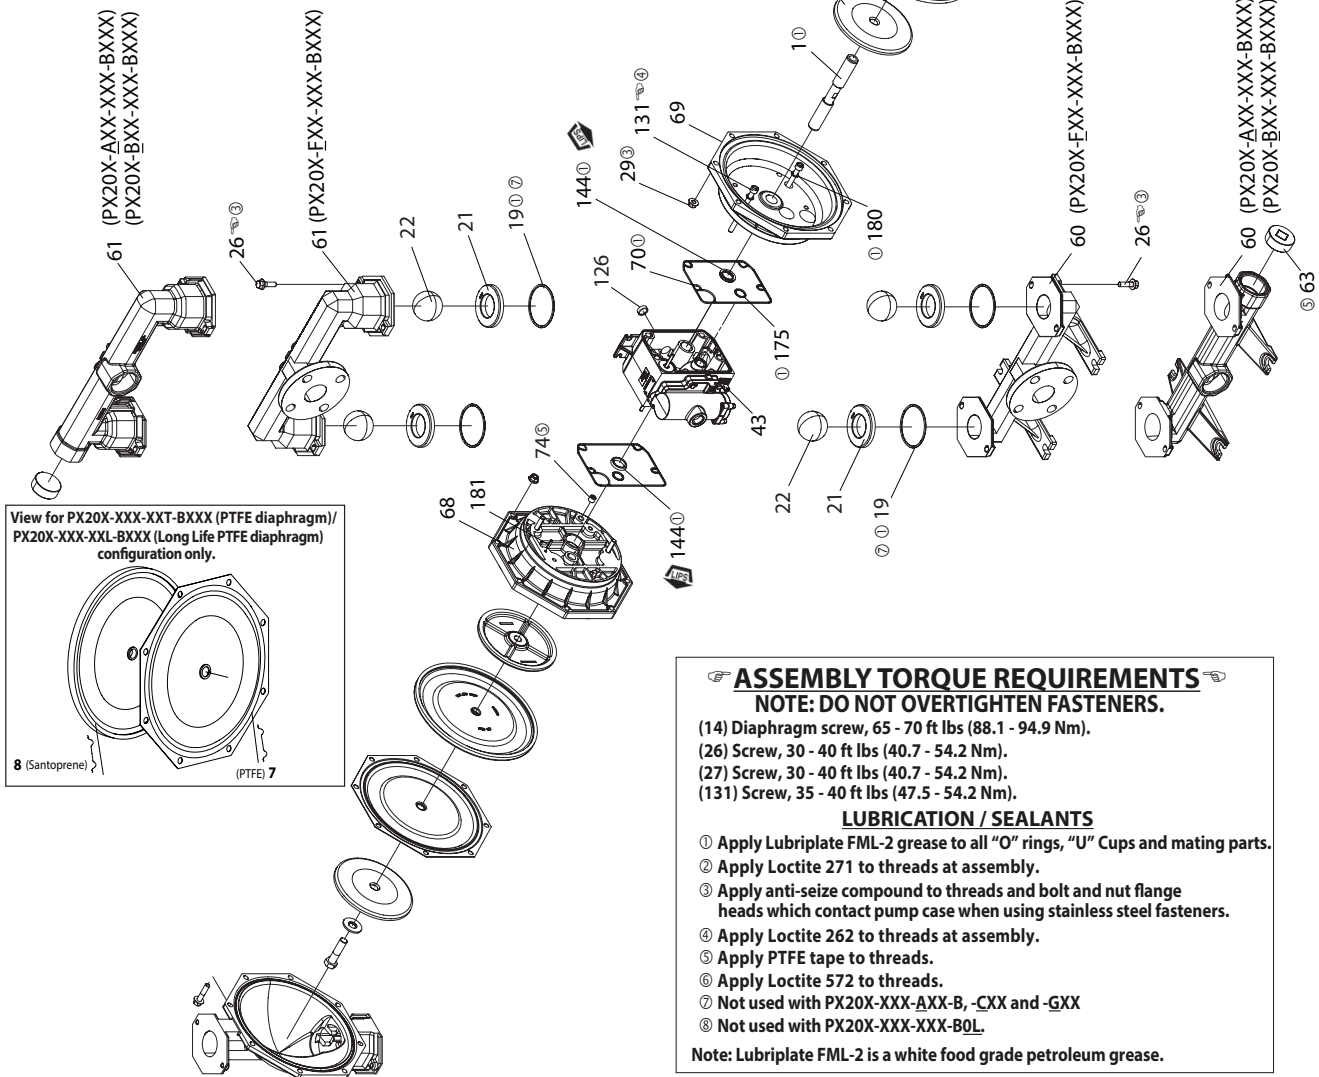 61 (PX20X-AXX-XXX-BXXX)
(PX20X-BXX-XXX-BXXX)
26 ☞ ③
61 (PX20X-FXX-XXX-BXXX)
22
21
19 ① ⑦
1 ①
131 ☞ ④
69
LIPS
29 ③
144 ①
70 ①
126
① 180
① 175
43
74 ⑤
181
68
144 ①
LIPS
60 (PX20X-FXX-XXX-BXXX)
26 ☞ ③
60 (PX20X-AXX-XXX-BXXX)
(PX20X-BXX-XXX-BXXX)
⑤ 63
22
21
⑦ ① 19
View for PX20X-XXX-XXT-BXXX (PTFE diaphragm)/
PX20X-XXX-XXL-BXXX (Long Life PTFE diaphragm)
configuration only.
8 (Santoprene)
(PTFE) 7
☞ ASSEMBLY TORQUE REQUIREMENTS ☜
NOTE: DO NOT OVERTIGHTEN FASTENERS.
(14) Diaphragm screw, 65 - 70 ft lbs (88.1 - 94.9 Nm).
(26) Screw, 30 - 40 ft lbs (40.7 - 54.2 Nm).
(27) Screw, 30 - 40 ft lbs (40.7 - 54.2 Nm).
(131) Screw, 35 - 40 ft lbs (47.5 - 54.2 Nm).
LUBRICATION / SEALANTS
① Apply Lubriplate FML-2 grease to all “O” rings, “U” Cups and mating parts.
② Apply Loctite 271 to threads at assembly.
③ Apply anti-seize compound to threads and bolt and nut flange
heads which contact pump case when using stainless steel fasteners.
④ Apply Loctite 262 to threads at assembly.
⑤ Apply PTFE tape to threads.
⑥ Apply Loctite 572 to threads.
⑦ Not used with PX20X-XXX-AXX-B, -CXX and -GXX
⑧ Not used with PX20X-XXX-XXX-B0L.
Note: Lubriplate FML-2 is a white food grade petroleum grease.